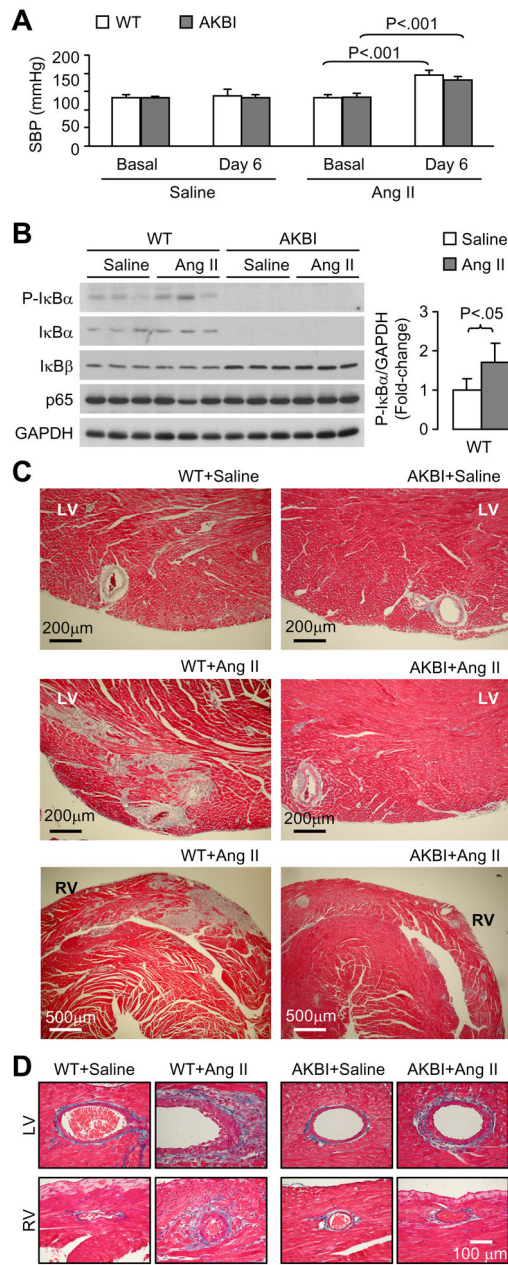 A
WT AKBI
P<.001
P<.001
SBP (mmHg)
200
150
100
50
0
Basal Day 6 Basal Day 6
Saline Ang II
B
WT AKBI
Saline Ang II Saline Ang II
P-IκBα
IκBα
IκBβ
p65
GAPDH
Saline
Ang II
P-IκBα/GAPDH
(Fold-change)
3
2
1
0
P<.05
WT
C
WT+Saline AKBI+Saline
LV LV
200μm 200μm
WT+Ang II AKBI+Ang II
LV LV
200μm 200μm
WT+Ang II AKBI+Ang II
RV RV
500μm 500μm
D
WT+Saline WT+Ang II AKBI+Saline AKBI+Ang II
LV
RV
100 μm